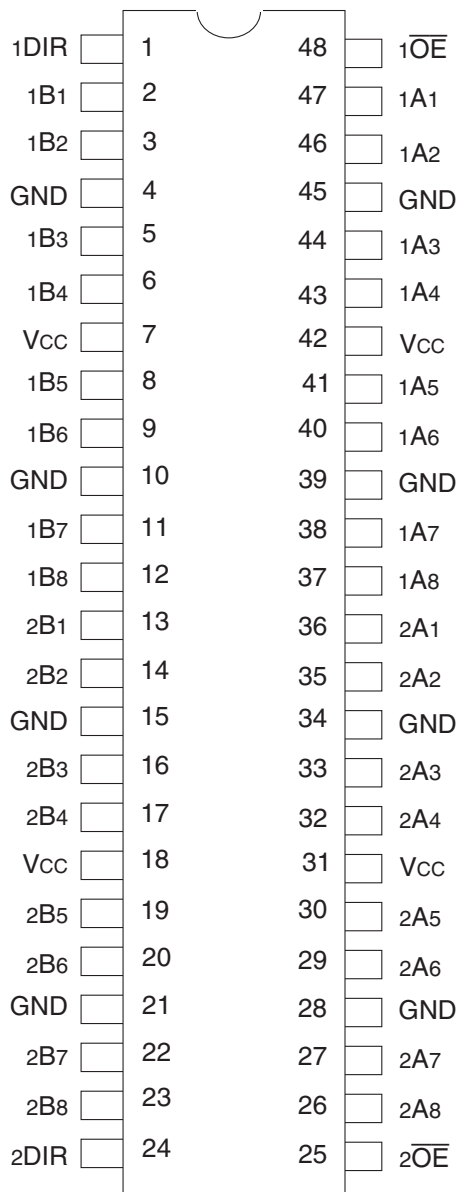 1DIR 1 48 1O̅E̅
1B1 2 47 1A1
1B2 3 46 1A2
GND 4 45 GND
1B3 5 44 1A3
1B4 6 43 1A4
VCC 7 42 VCC
1B5 8 41 1A5
1B6 9 40 1A6
GND 10 39 GND
1B7 11 38 1A7
1B8 12 37 1A8
2B1 13 36 2A1
2B2 14 35 2A2
GND 15 34 GND
2B3 16 33 2A3
2B4 17 32 2A4
VCC 18 31 VCC
2B5 19 30 2A5
2B6 20 29 2A6
GND 21 28 GND
2B7 22 27 2A7
2B8 23 26 2A8
2DIR 24 25 2O̅E̅